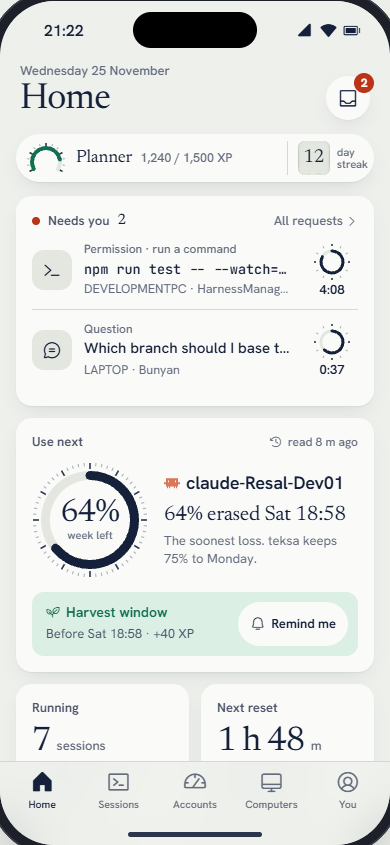 21:22
Wednesday 25 November
Home
2
Planner 1,240 / 1,500 XP
12 day streak
Needs you 2
All requests
Permission · run a command
npm run test -- --watch=…
DEVELOPMENTPC · HarnessManag…
4:08
Question
Which branch should I base t…
LAPTOP · Bunyan
0:37
Use next
read 8 m ago
64%
week left
claude-Resal-Dev01
64% erased Sat 18:58
The soonest loss. teksa keeps
75% to Monday.
Harvest window
Before Sat 18:58 · +40 XP
Remind me
Running
7 sessions
Next reset
1 h 48 m
Home
Sessions
Accounts
Computers
You